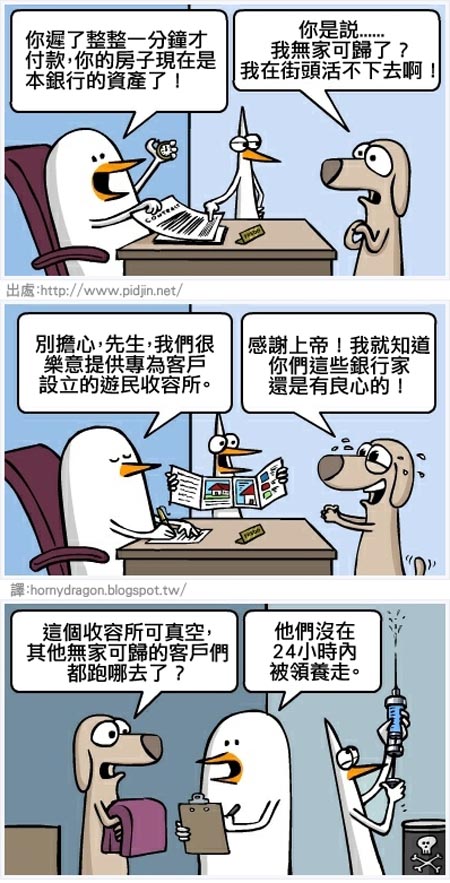 你遲了整整一分鐘才
付款，你的房子現在是
本銀行的資產了！
你是説……
我無家可歸了？
我在街頭活不下去啊！
CONTRACT
出處:http://www.pidjin.net/
別擔心，先生，我們很
樂意提供專為客戶
設立的遊民收容所。
感謝上帝！我就知道
你們這些銀行家
還是有良心的！
譯:hornydragon.blogspot.tw/
這個收容所可真空，
其他無家可歸的客戶們
都跑哪去了？
他們沒在
24小時內
被領養走。